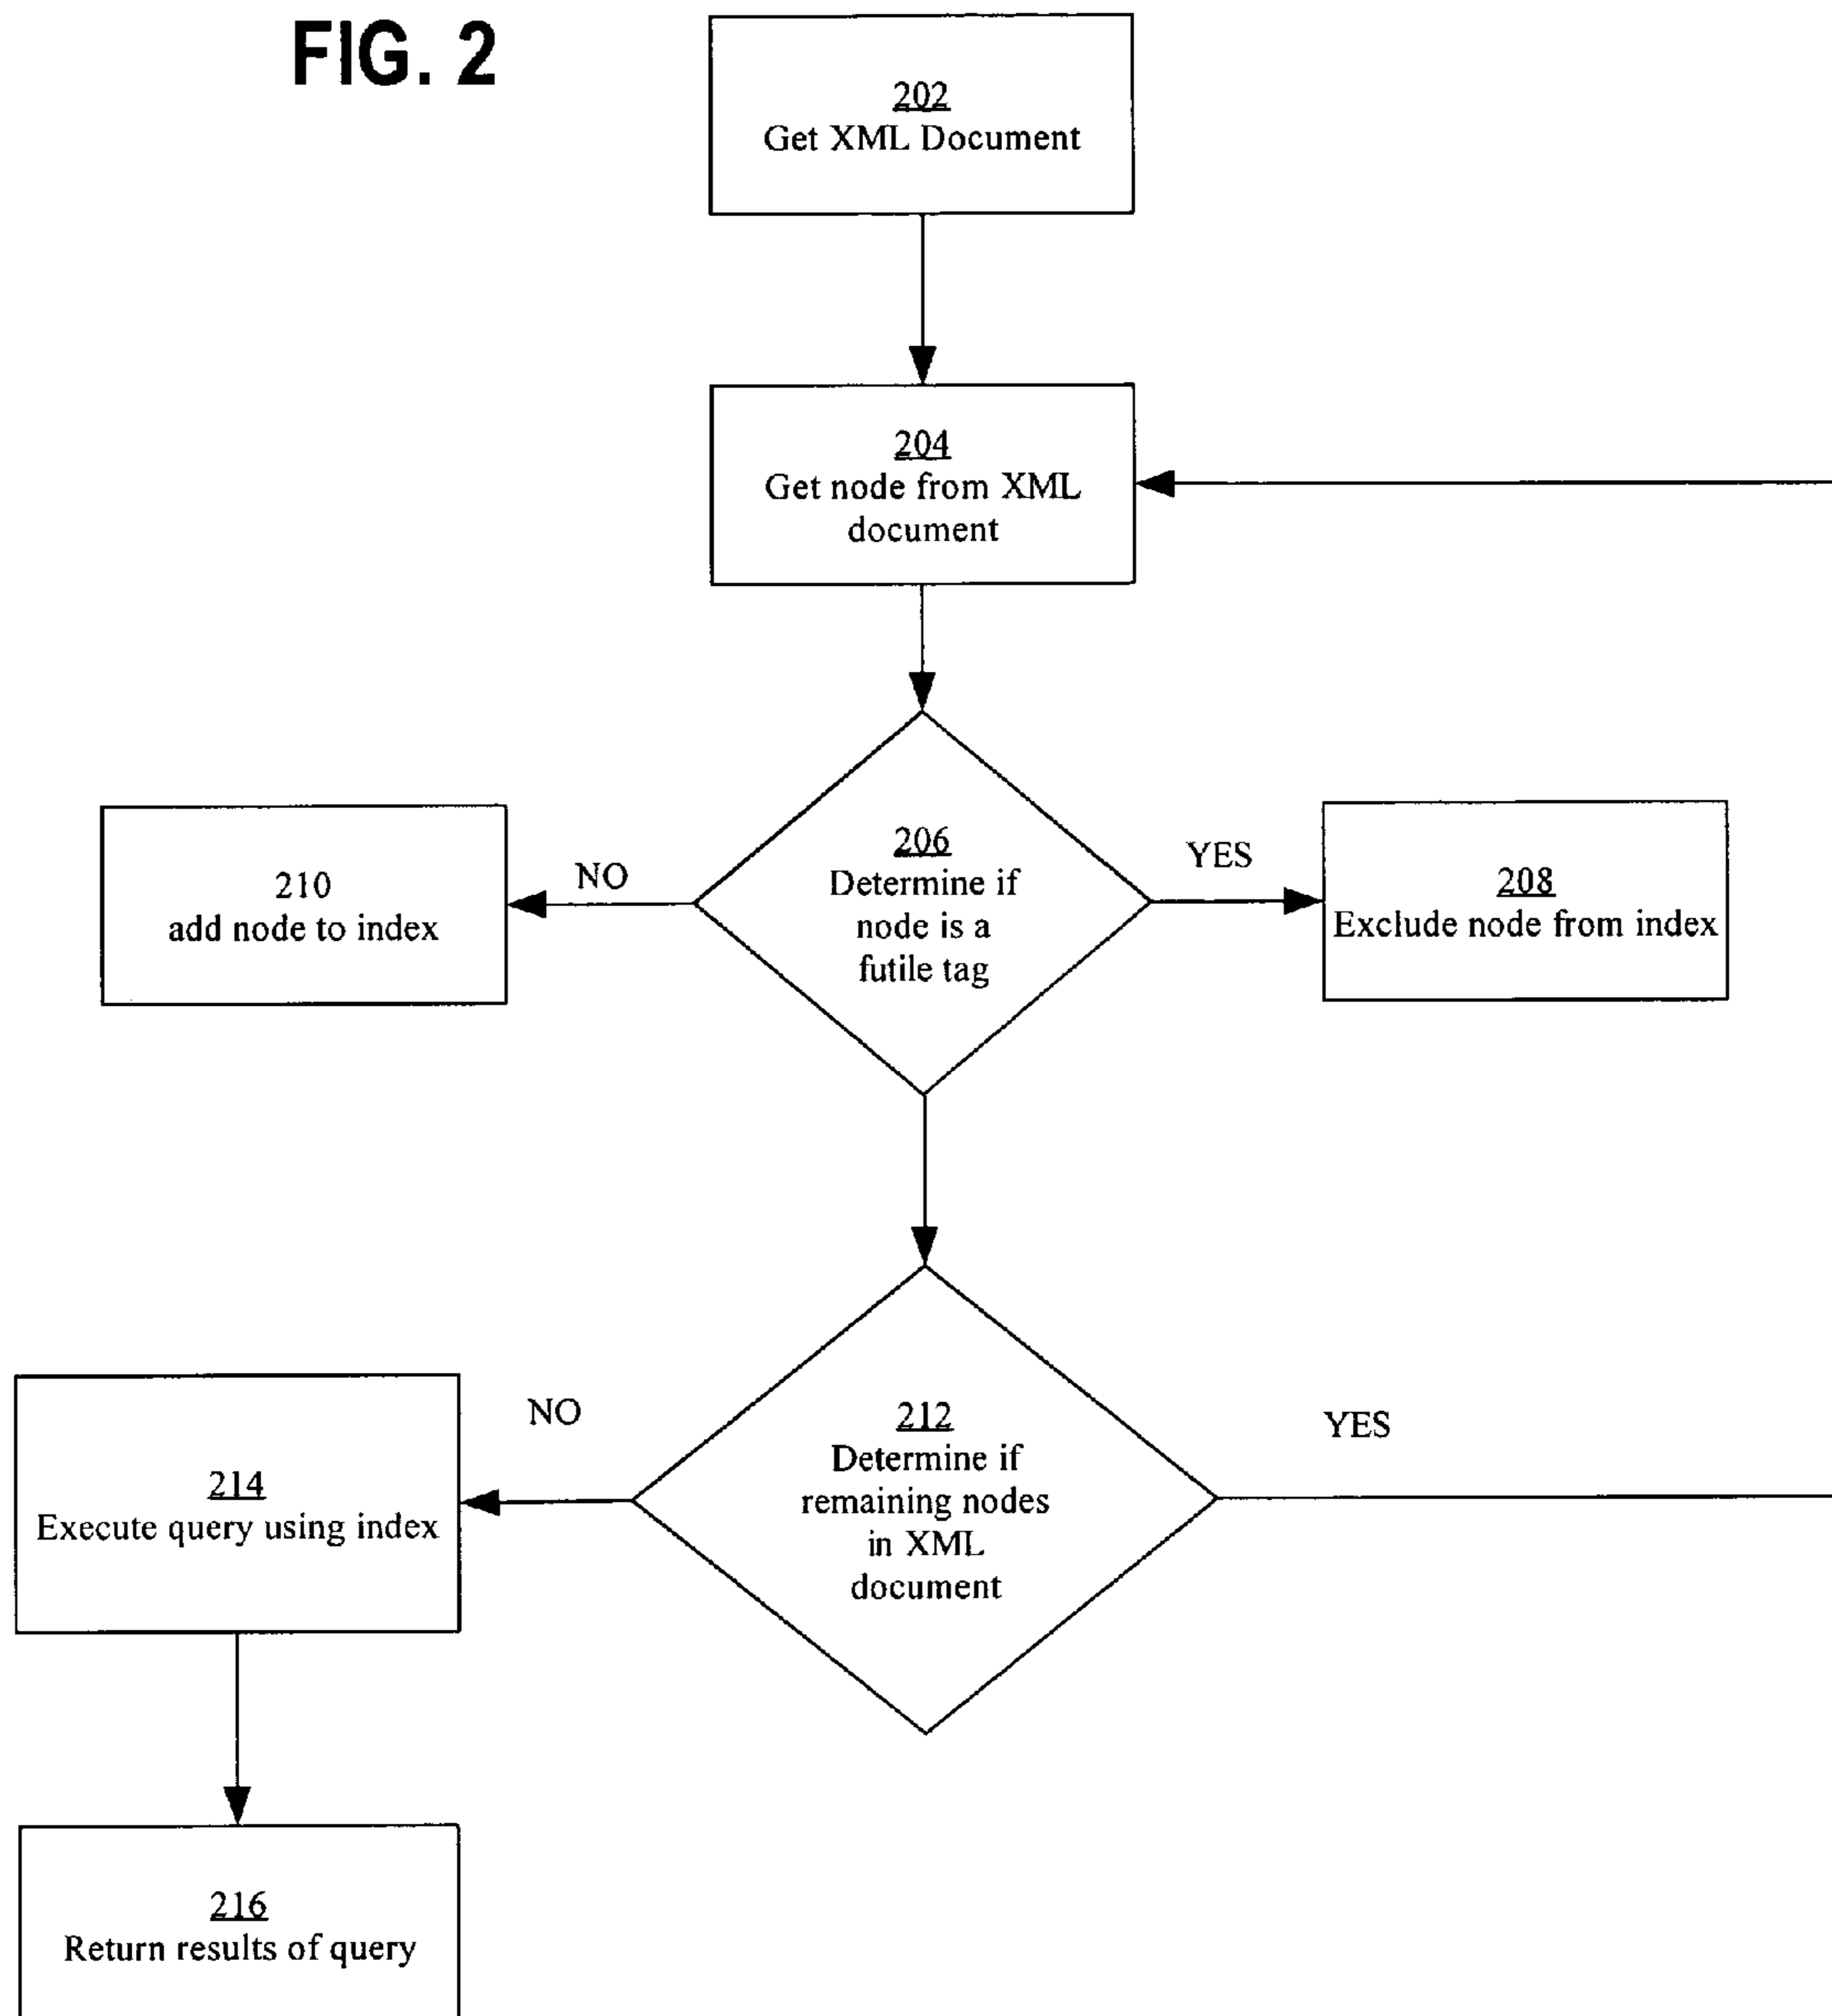 FIG. 2
202
Get XML Document
204
Get node from XML
document
206
Determine if
node is a
futile tag
YES
208
Exclude node from index
NO
210
add node to index
212
Determine if
remaining nodes
in XML
document
YES
NO
214
Execute query using index
216
Return results of query